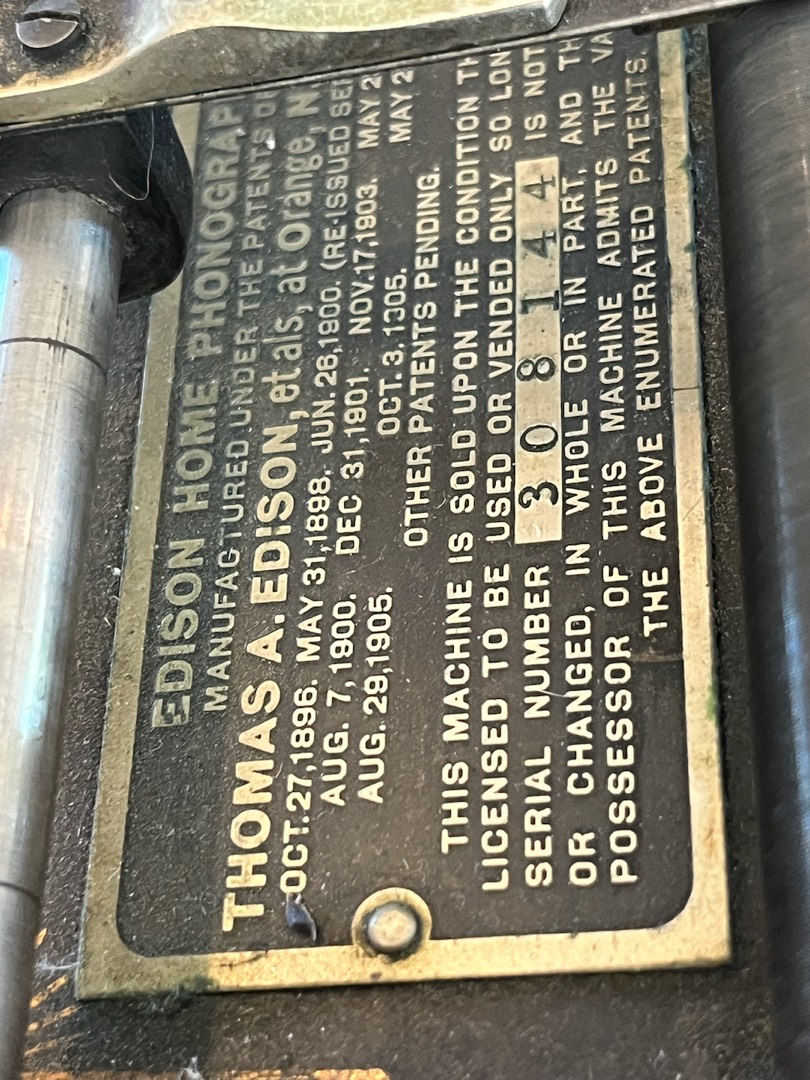 EDISON HOME PHONOGRAP
MANUFACTURED UNDER THE PATENTS OF
THOMAS A. EDISON, et als, at Orange, N.
OCT. 27, 1896. MAY 31, 1898. JUN. 26, 1900. (RE-ISSUED SE
AUG. 7, 1900. DEC 31, 1901. NOV. 17, 1903. MAY 2
AUG. 29, 1905. OCT. 3. 1305. MAY 2
OTHER PATENTS PENDING.
THIS MACHINE IS SOLD UPON THE CONDITION TH
LICENSED TO BE USED OR VENDED ONLY SO LON
SERIAL NUMBER 308144 IS NOT
OR CHANGED, IN WHOLE OR IN PART, AND TH
POSSESSOR OF THIS MACHINE ADMITS THE VA
THE ABOVE ENUMERATED PATENTS.